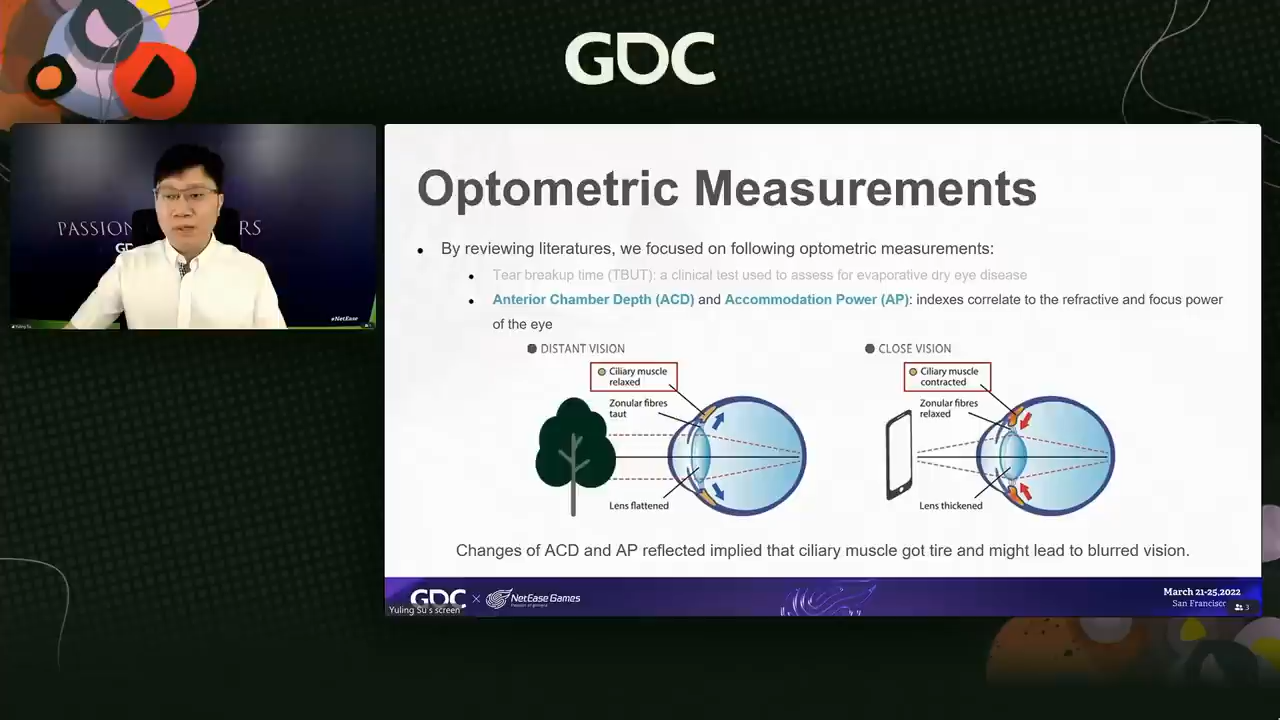 GDC
PASSION
RS
GD
Yuling Su
#NetEase
Optometric Measurements
• By reviewing literatures, we focused on following optometric measurements:
• Tear breakup time (TBUT): a clinical test used to assess for evaporative dry eye disease
• Anterior Chamber Depth (ACD) and Accommodation Power (AP): indexes correlate to the refractive and focus power
of the eye
DISTANT VISION
Ciliary muscle
relaxed
Zonular fibres
taut
Lens flattened
CLOSE VISION
Ciliary muscle
contracted
Zonular fibres
relaxed
Lens thickened
Changes of ACD and AP reflected implied that ciliary muscle got tire and might lead to blurred vision.
GDC × NetEase Games
Yuling Su's screen
March 21-25,2022
San Francisco
3